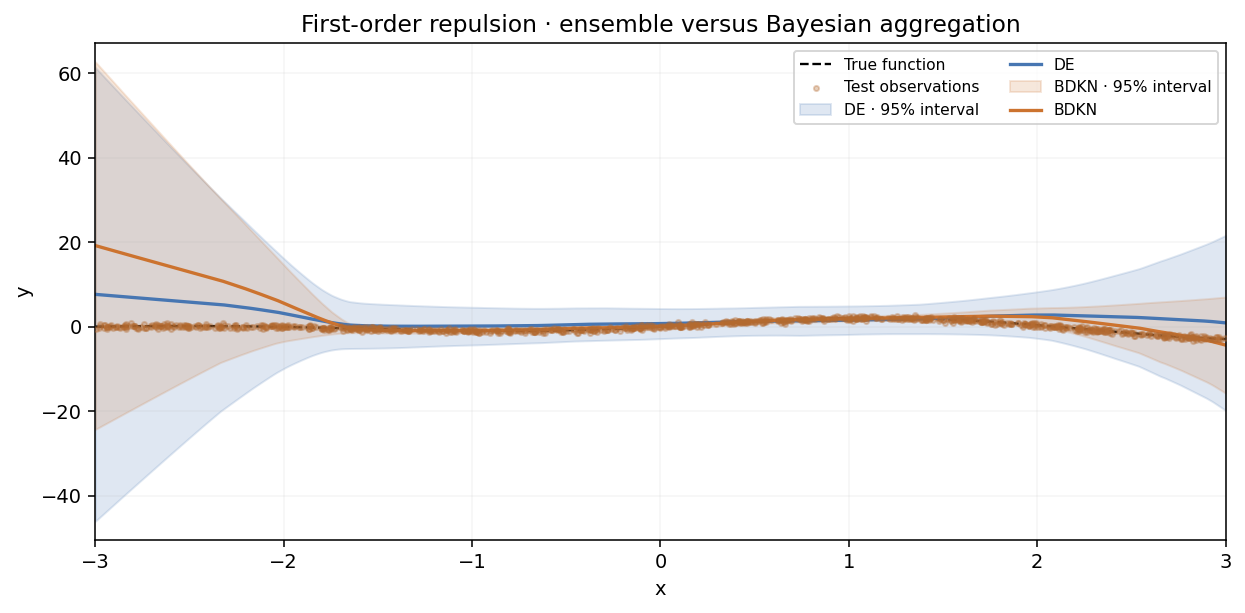 First-order repulsion · ensemble versus Bayesian aggregation
True function
Test observations
DE · 95% interval
DE
BDKN · 95% interval
BDKN
y
60
40
20
0
−20
−40
−3
−2
−1
0
1
2
3
x